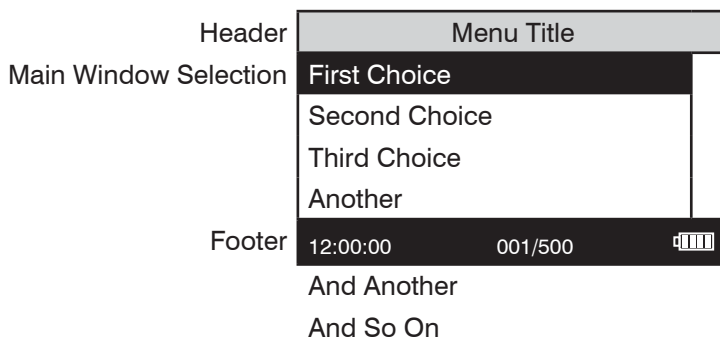 Header Menu Title
Main Window Selection First Choice
Second Choice
Third Choice
Another
Footer 12:00:00 001/500
And Another
And So On